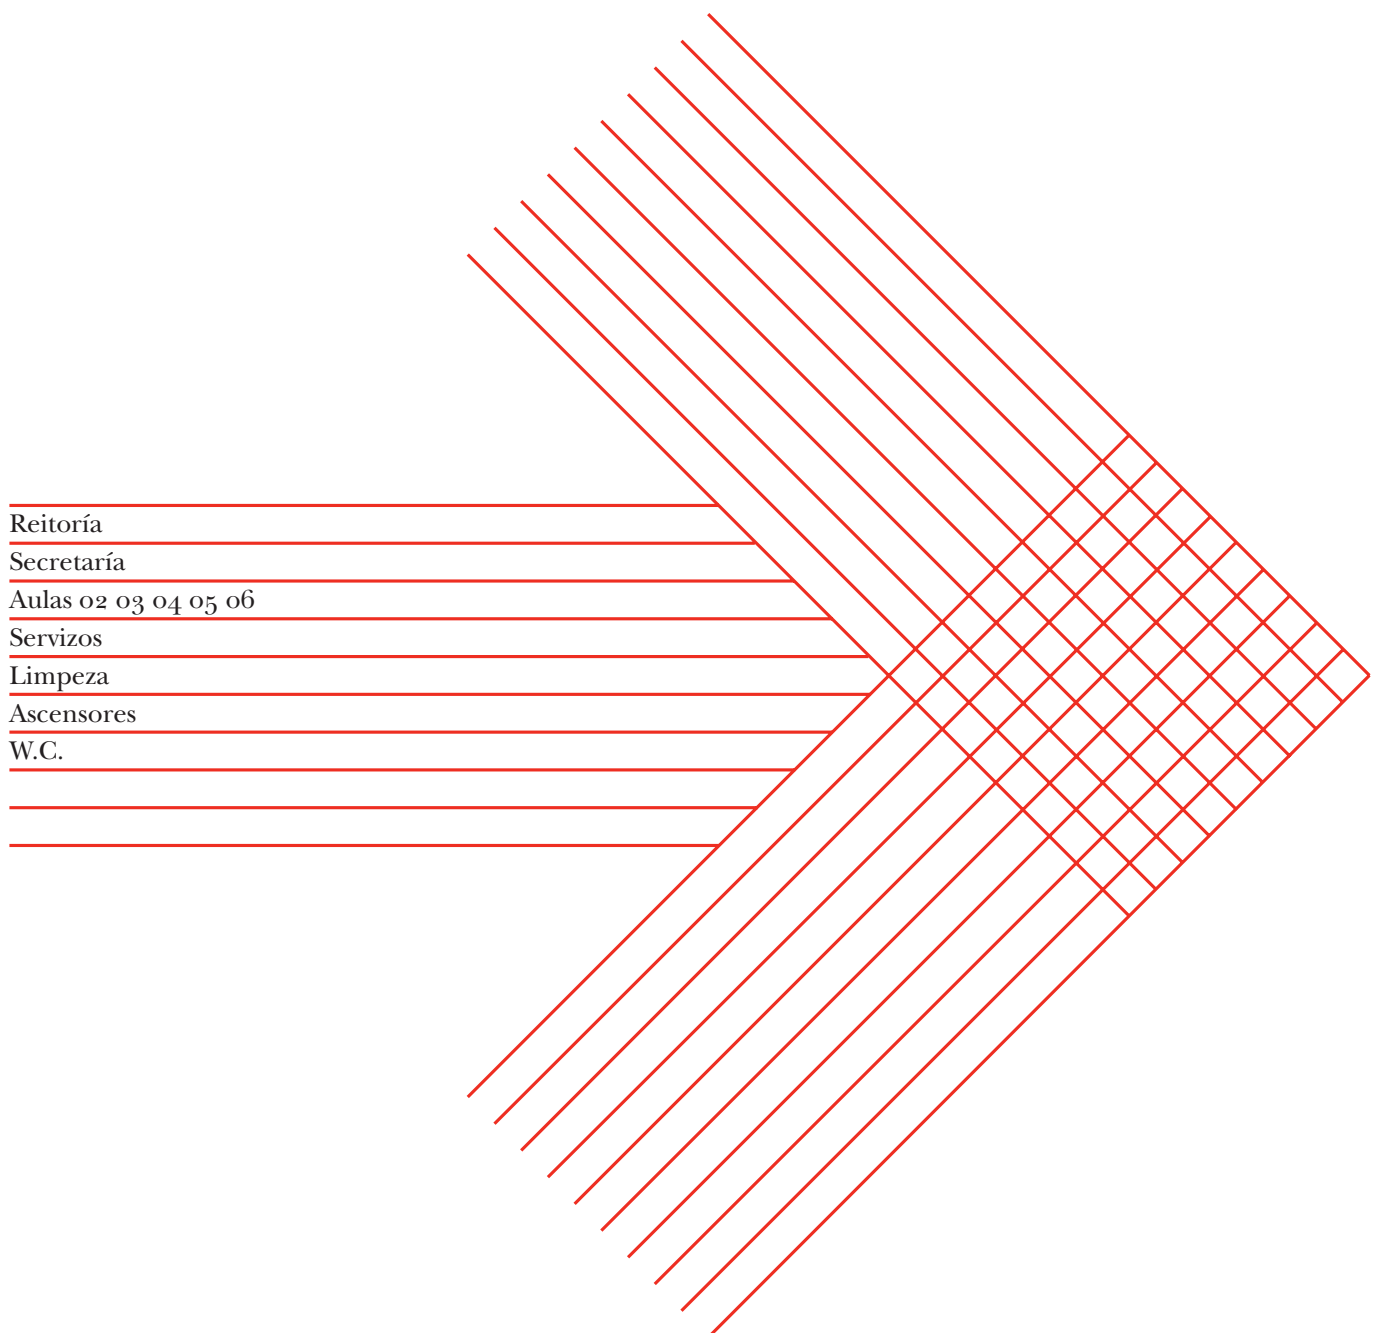 Reitoría
Secretaría
Aulas 02 03 04 05 06
Servizos
Limpeza
Ascensores
W.C.